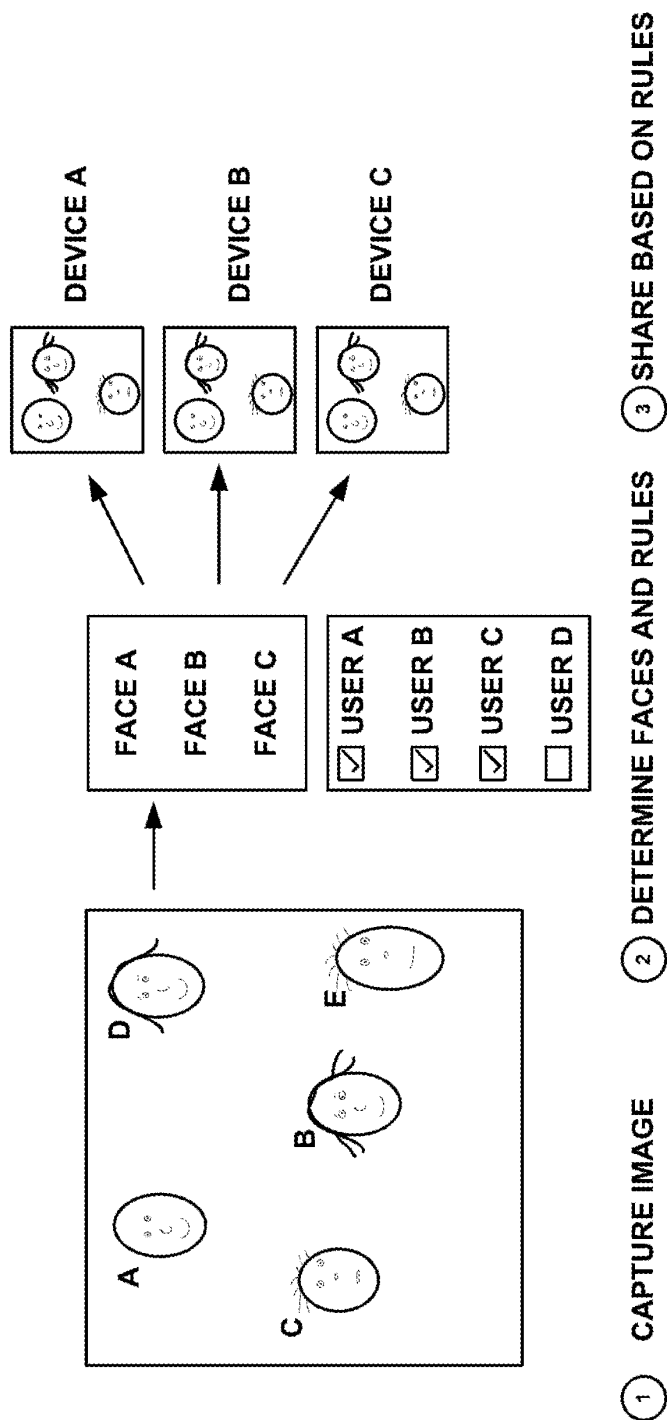 A
D
C
B
E
FACE A
FACE B
FACE C
USER A
USER B
USER C
USER D
DEVICE A
DEVICE B
DEVICE C
1 CAPTURE IMAGE
2 DETERMINE FACES AND RULES
3 SHARE BASED ON RULES